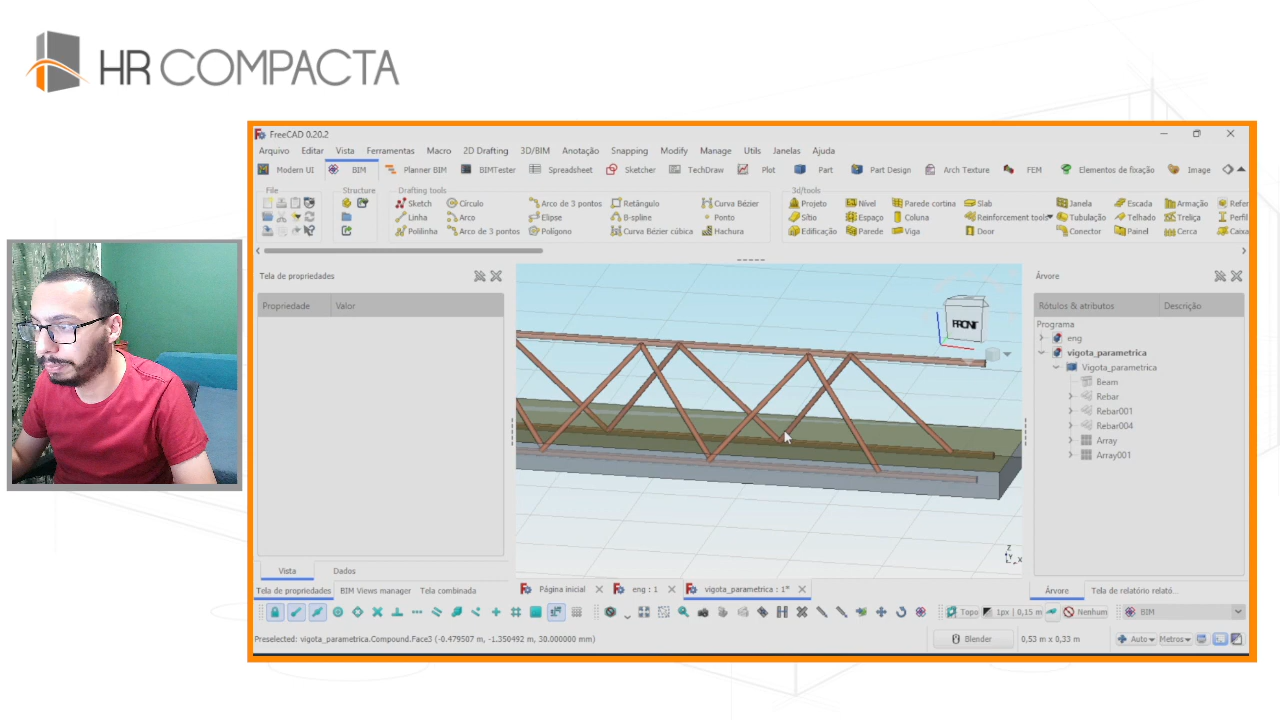 HR COMPACTA
FreeCAD 0.20.2
Arquivo Editar Vista Ferramentas Macro Manage 2D Drafting 3D/BIM Anotação Snapping Modify Manage Utils Janelas Ajuda
Modern UI BIM Planner BIM BIMTester Spreadsheet Sketcher TechDraw Plot Part Part Design Arch Texture FEM Elementos de fixação Image
File Structure Drafting tools 3d/tools
Sketch Círculo Arco de 3 pontos Retângulo Curva Bézier Projeto Nível Parede cortina Slab Janela Escada Armação Refer
Linha Arco Elipse B-spline Ponto Sítio Espaço Coluna Reinforcement tools Tubulação Telhado Treliça Perfil
Polilinha Arco de 3 pontos Polígono Curva Bézier cúbica Hachura Edificação Parede Viga Door Conector Painel Cerca Caixa
Tela de propriedades
Propriedade Valor
FRONT
Z
Y
X
Árvore
Rótulos & atributos Descrição
Programa
eng
vigota_parametrica
Vigota_parametrica
Beam
Rebar
Rebar001
Rebar004
Array
Array001
Vista Dados
Tela de propriedades BIM Views manager Tela combinada
Página inicial eng : 1 vigota_parametrica : 1*
Árvore Tela de relatório relató...
Topo 1px | 0,15 m Nenhum BIM
Preselected: vigota_parametrica.Compound.Face3 (-0.479507 m, -1.350492 m, 30.000000 mm)
Blender 0,53 m x 0,33 m Auto Metros